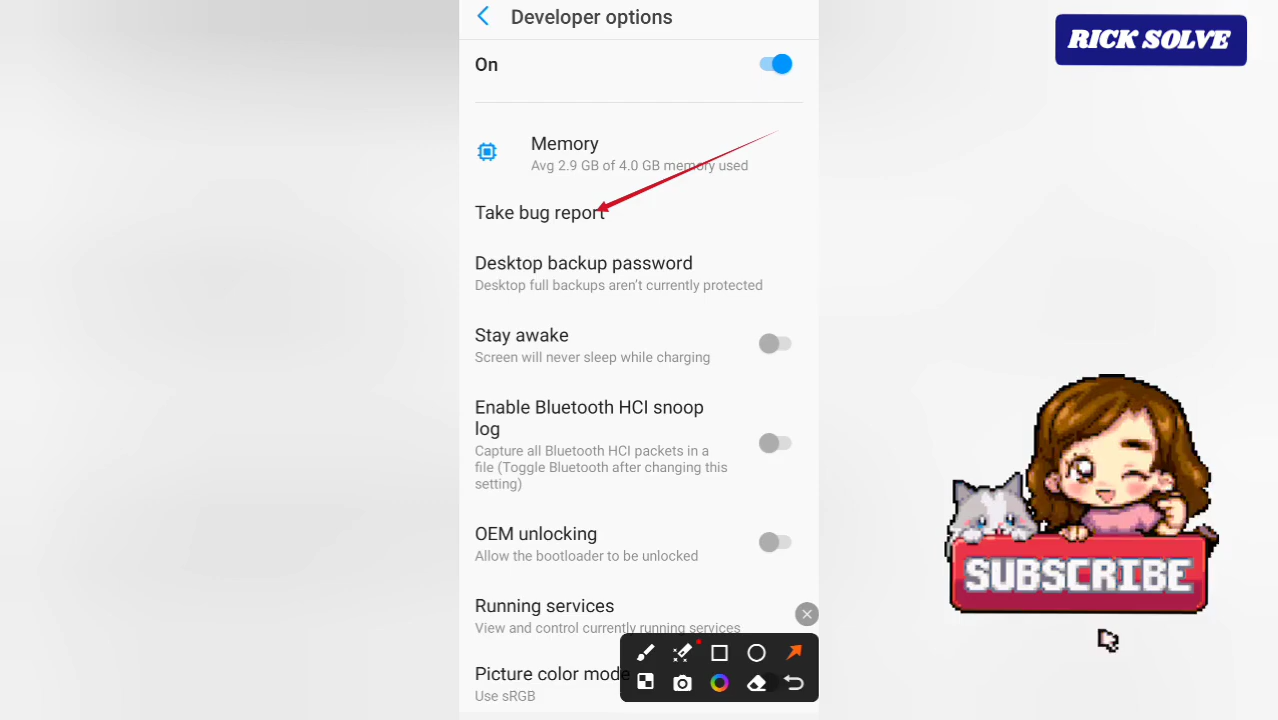 Developer options
RICK SOLVE
On
Memory
Avg 2.9 GB of 4.0 GB memory used
Take bug report
Desktop backup password
Desktop full backups aren’t currently protected
Stay awake
Screen will never sleep while charging
Enable Bluetooth HCI snoop
log
Capture all Bluetooth HCI packets in a
file (Toggle Bluetooth after changing this
setting)
OEM unlocking
Allow the bootloader to be unlocked
SUBSCRIBE
Running services
View and control currently running services
Picture color mode
Use sRGB